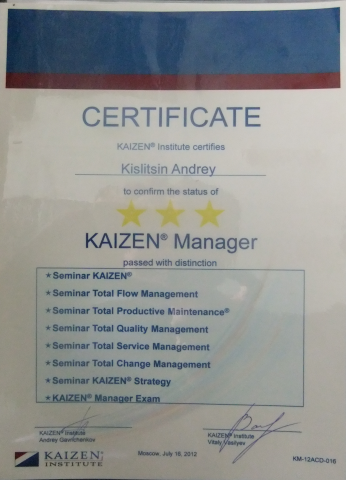 CERTIFICATE
KAIZEN® Institute certifies
Kislitsin Andrey
to confirm the status of
KAIZEN® Manager
passed with distinction
Seminar KAIZEN®
Seminar Total Flow Management
Seminar Total Productive Maintenance®
Seminar Total Quality Management
Seminar Total Service Management
Seminar Total Change Management
Seminar KAIZEN® Strategy
KAIZEN® Manager Exam
KAIZEN® Institute
Andrey Gavrichenkov
KAIZEN® Institute
Vitaly Vasilyev
KAIZEN
INSTITUTE
Moscow, July 16, 2012
KM-12ACD-016